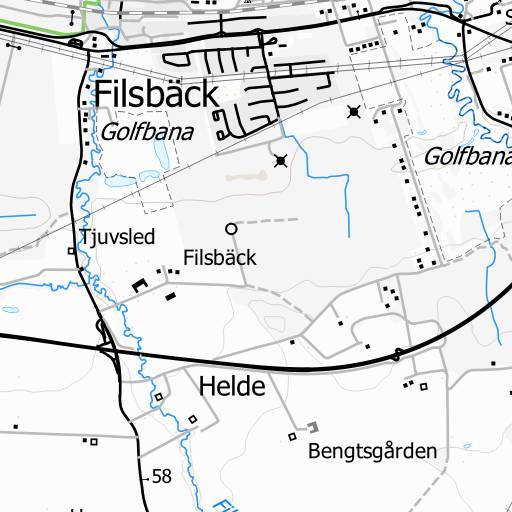 Filsbäck
Golfbana
Golfbana
Tjuvsled
Filsbäck
Helde
Bengtsgården
58